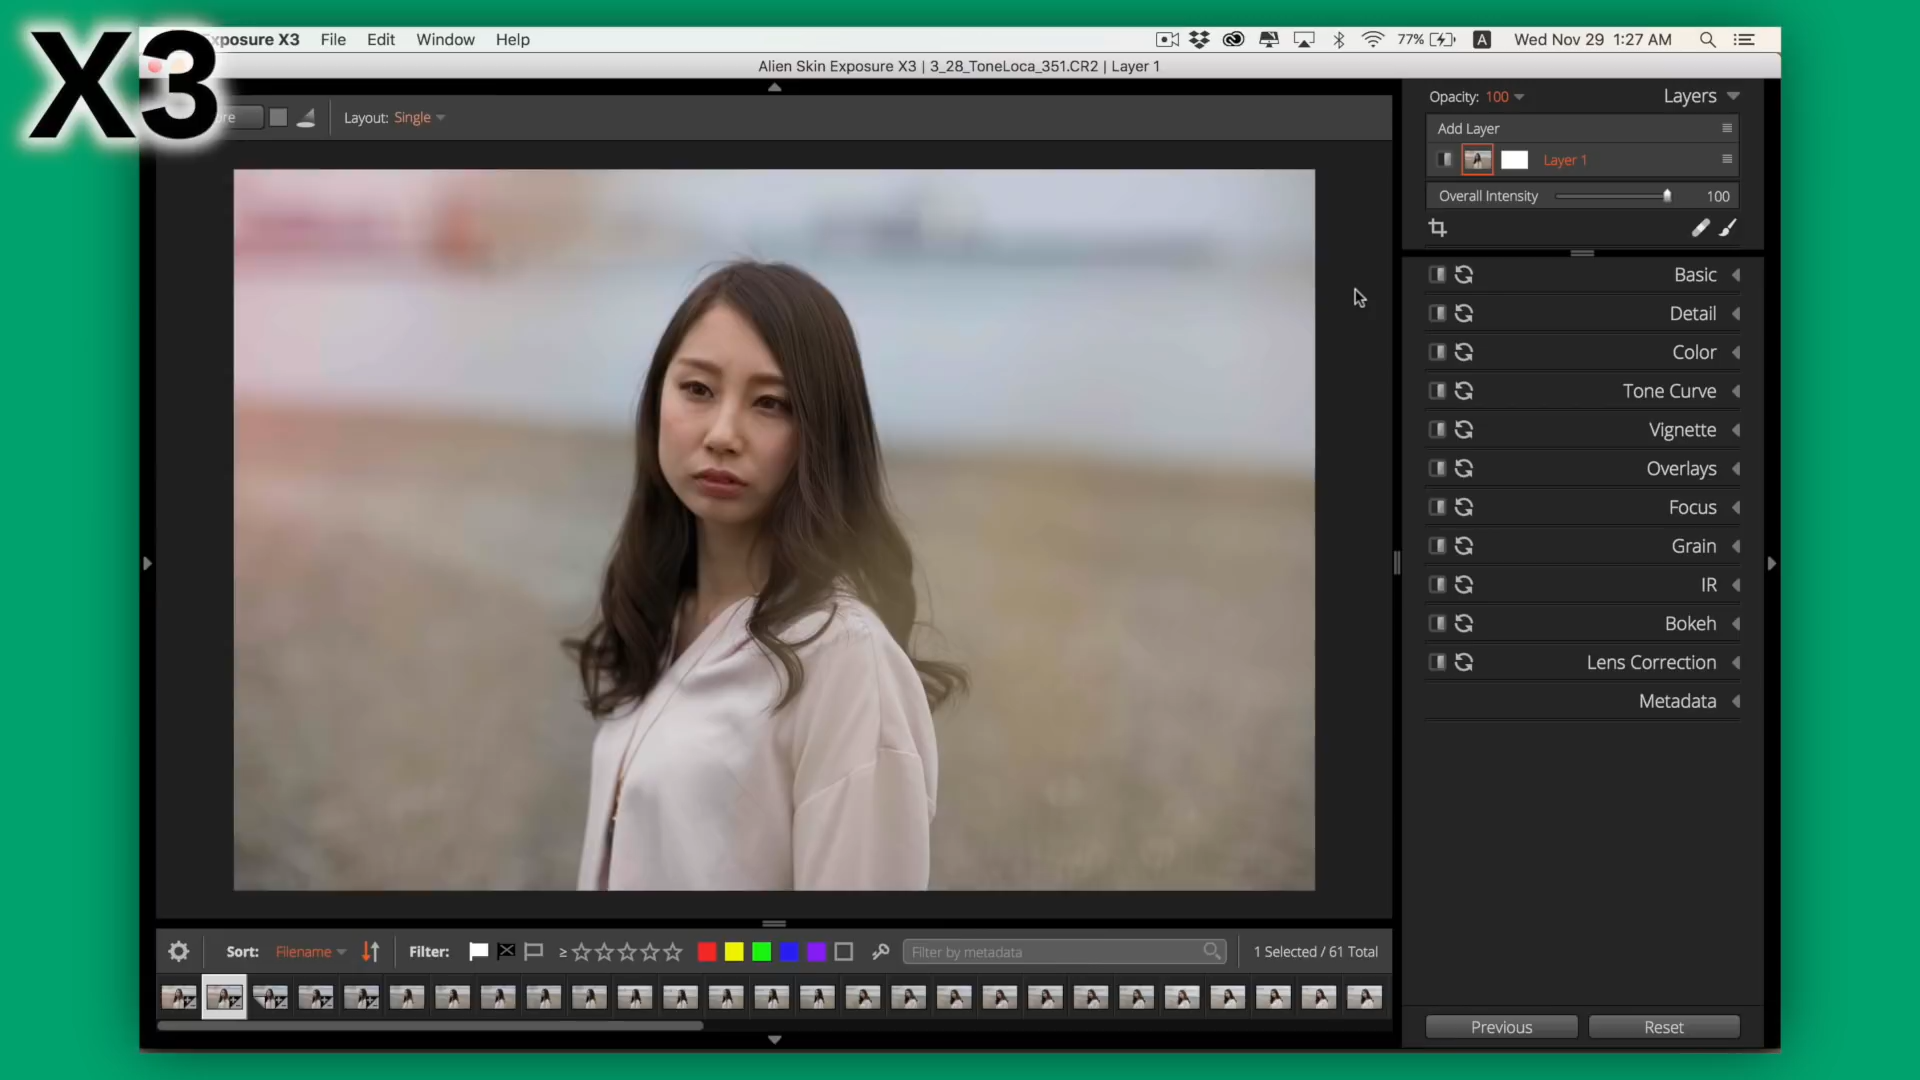 X3
xposure X3 File Edit Window Help 77% A Wed Nov 29 1:27 AM
Alien Skin Exposure X3 | 3_28_ToneLoca_351.CR2 | Layer 1
Layout: Single
Opacity: 100 Layers
Add Layer
Layer 1
Overall Intensity 100
Basic
Detail
Color
Tone Curve
Vignette
Overlays
Focus
Grain
IR
Bokeh
Lens Correction
Metadata
Sort: Filename Filter: ≥ Filter by metadata 1 Selected / 61 Total
Previous Reset